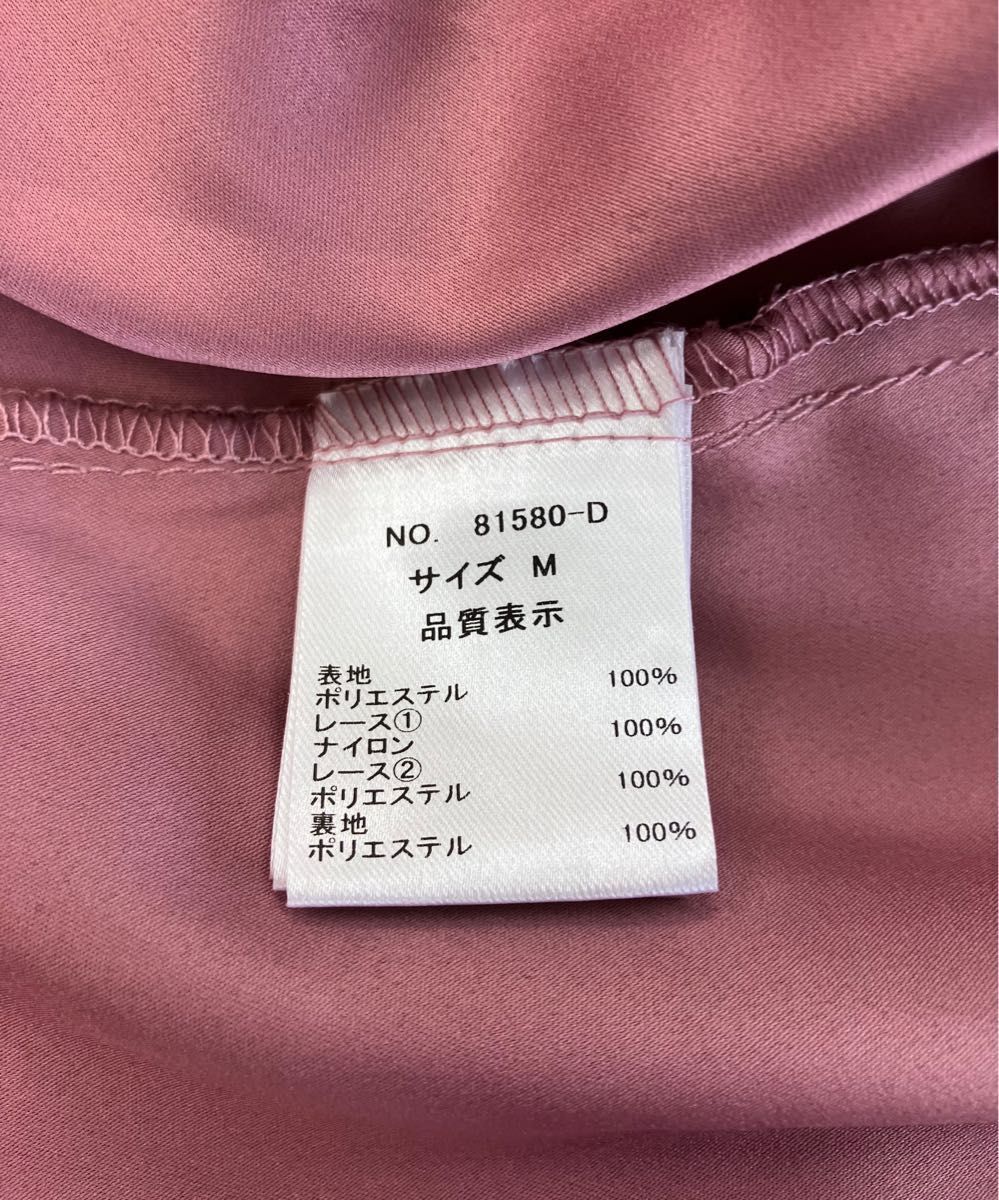 NO. 81580-D
サイズ M
品質表示
表地
ポリエステル 100%
レース①
ナイロン 100%
レース②
ポリエステル 100%
裏地
ポリエステル 100%